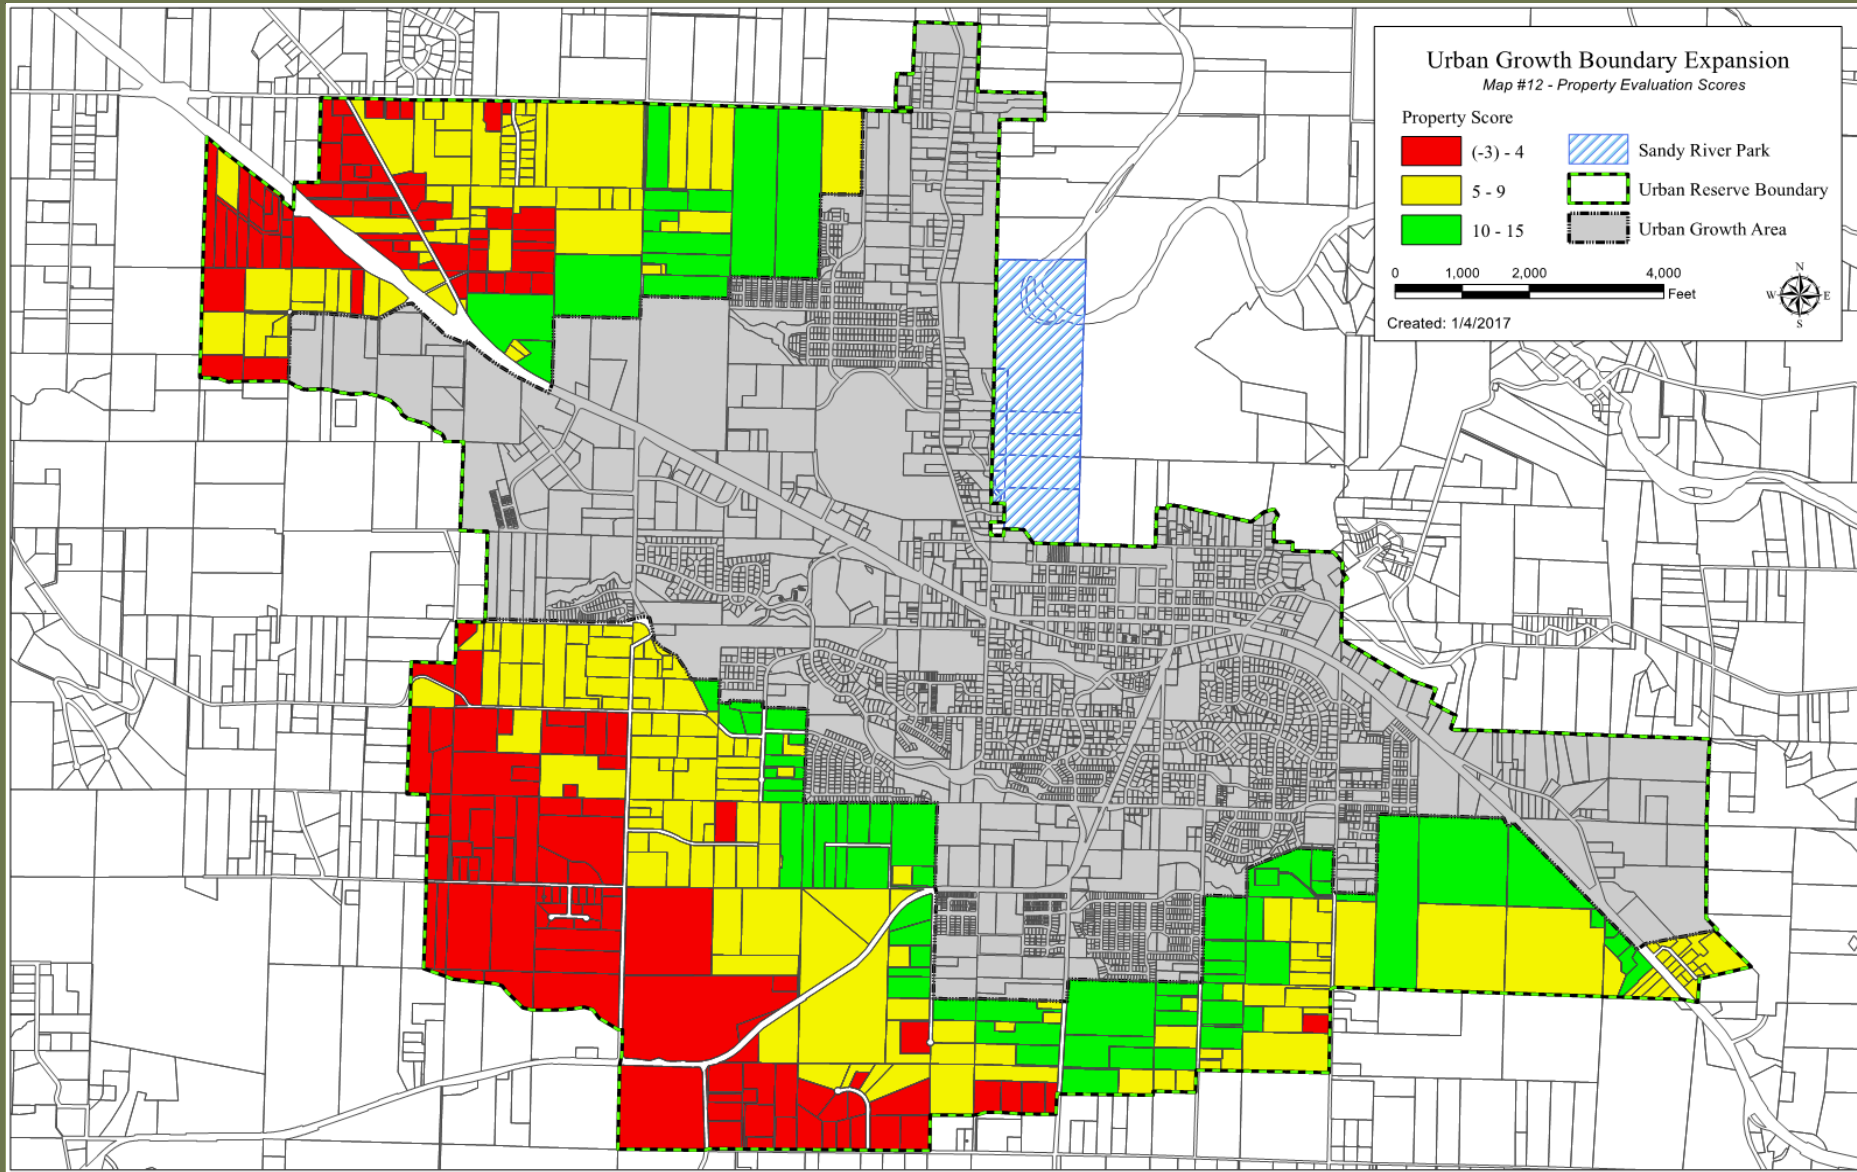 Urban Growth Boundary Expansion
Map #12 - Property Evaluation Scores
Property Score
(-3) - 4
5 - 9
10 - 15
Sandy River Park
Urban Reserve Boundary
Urban Growth Area
0 1,000 2,000 4,000
Feet
N
W E
S
Created: 1/4/2017